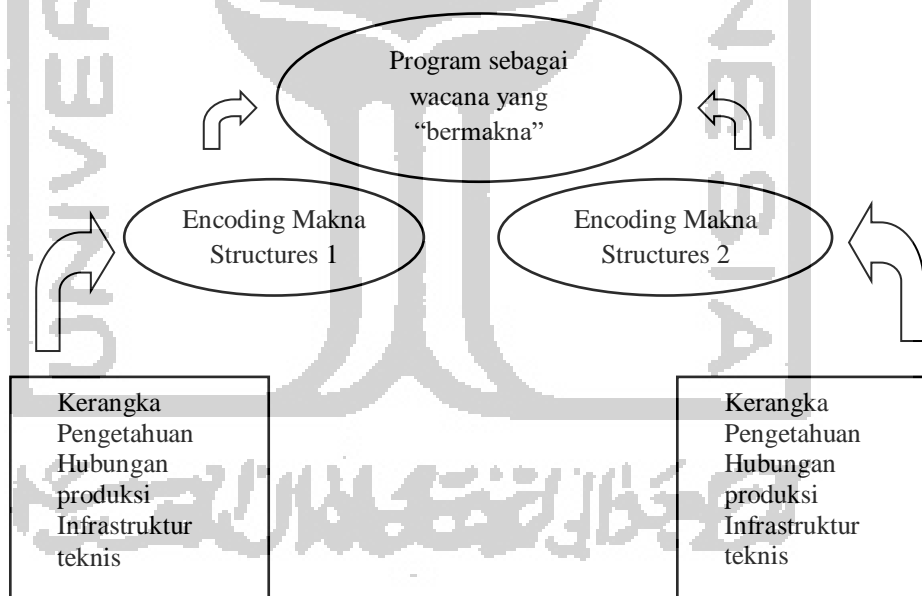 Program sebagai
wacana yang
“bermakna”
Encoding Makna
Structures 1
Encoding Makna
Structures 2
Kerangka
Pengetahuan
Hubungan
produksi
Infrastruktur
teknis
Kerangka
Pengetahuan
Hubungan
produksi
Infrastruktur
teknis